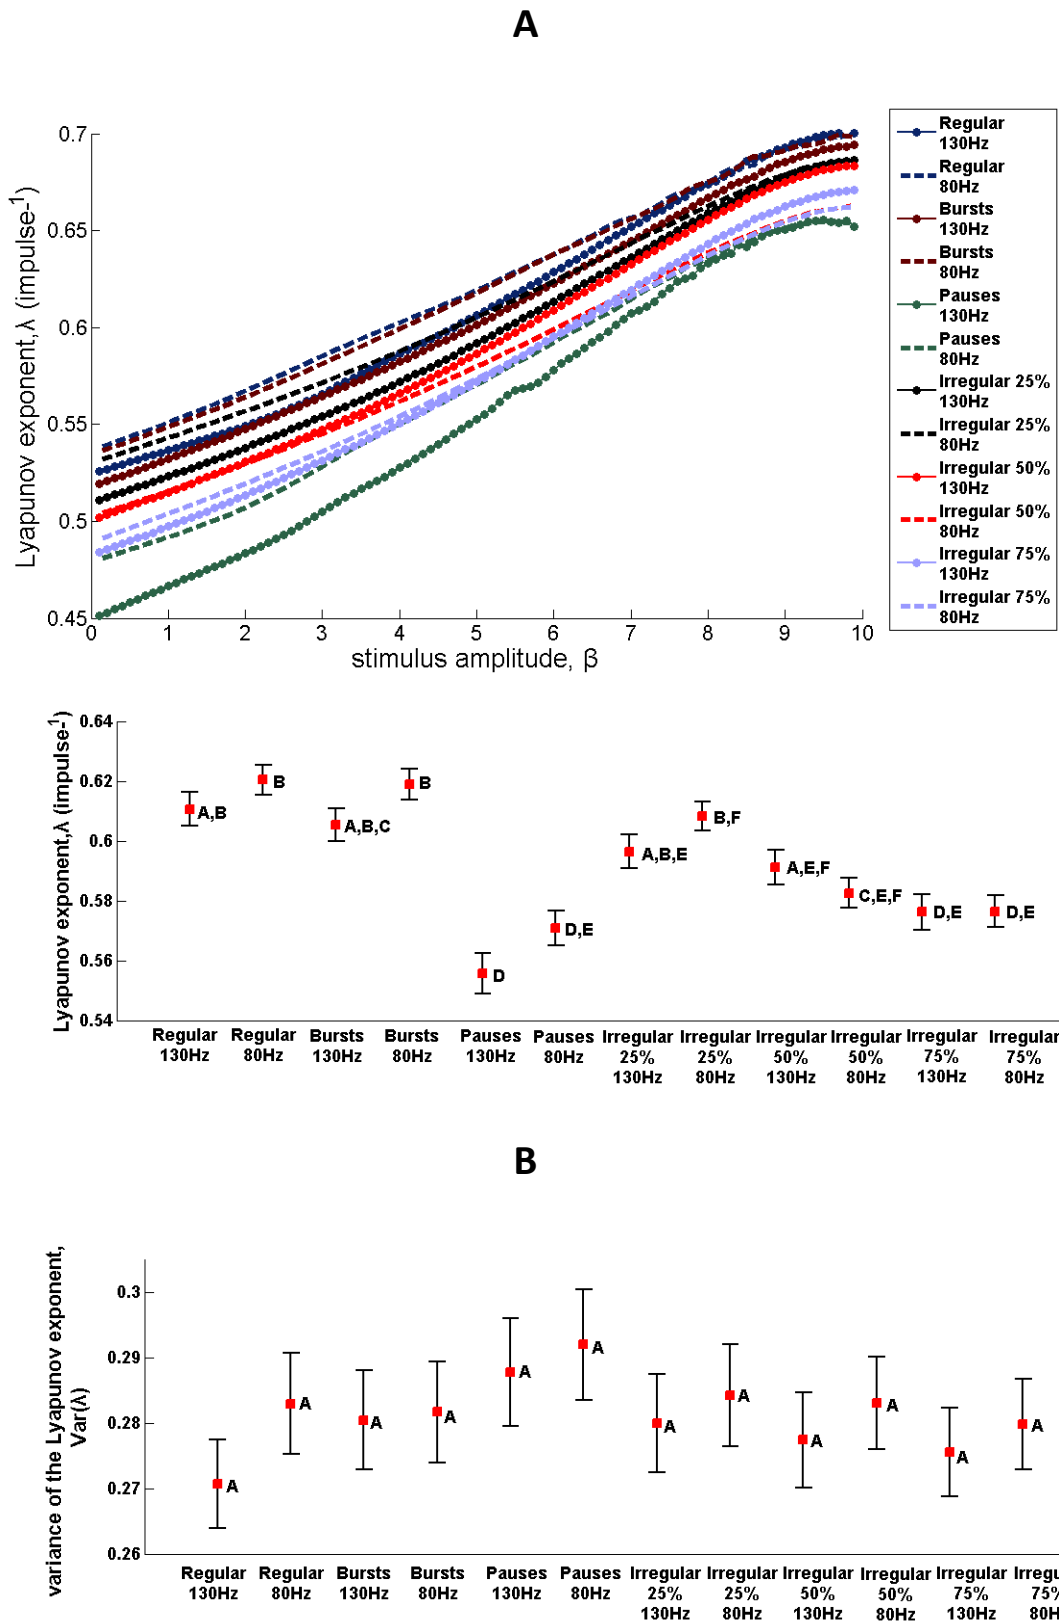 A
Lyapunov exponent,λ (impulse-1)
0.7
0.65
0.6
0.55
0.5
0.45
0 1 2 3 4 5 6 7 8 9 10
stimulus amplitude, β
Regular
130Hz
Regular
80Hz
Bursts
130Hz
Bursts
80Hz
Pauses
130Hz
Pauses
80Hz
Irregular 25%
130Hz
Irregular 25%
80Hz
Irregular 50%
130Hz
Irregular 50%
80Hz
Irregular 75%
130Hz
Irregular 75%
80Hz
Lyapunov exponent,λ (impulse-1)
0.64
0.62
0.6
0.58
0.56
0.54
A,B
B
A,B,C
B
D
D,E
A,B,E
B,F
A,E,F
C,E,F
D,E
D,E
Regular Regular Bursts Bursts Pauses Pauses Irregular Irregular Irregular Irregular Irregular Irregular
130Hz 80Hz 130Hz 80Hz 130Hz 80Hz 25% 25% 50% 50% 75% 75%
130Hz 80Hz 130Hz 80Hz 130Hz 80Hz
B
variance of the Lyapunov exponent,
Var(λ)
0.3
0.29
0.28
0.27
0.26
A
A
A
A
A
A
A
A
A
A
A
A
Regular Regular Bursts Bursts Pauses Pauses Irregular Irregular Irregular Irregular Irregular Irregu
130Hz 80Hz 130Hz 80Hz 130Hz 80Hz 25% 25% 50% 50% 75% 75%
130Hz 80Hz 130Hz 80Hz 130Hz 80H